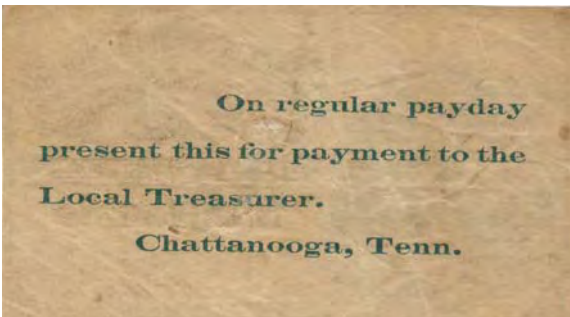 On regular payday
present this for payment to the
Local Treasurer.
Chattanooga, Tenn.